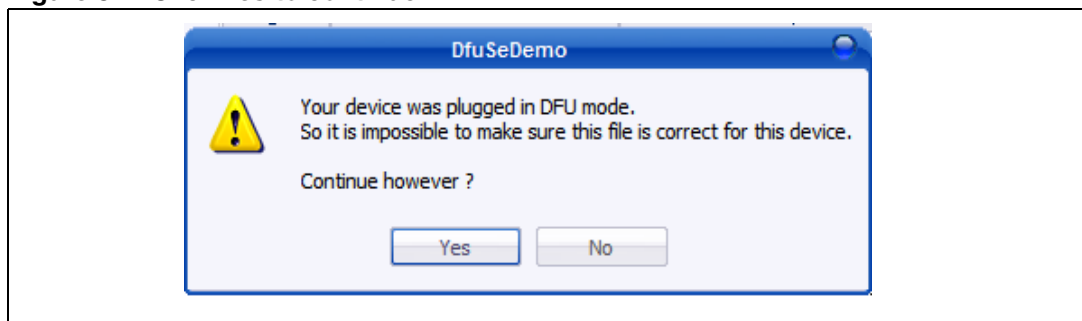 DfuSeDemo
Your device was plugged in DFU mode.
So it is impossible to make sure this file is correct for this device.
Continue however ?
Yes No